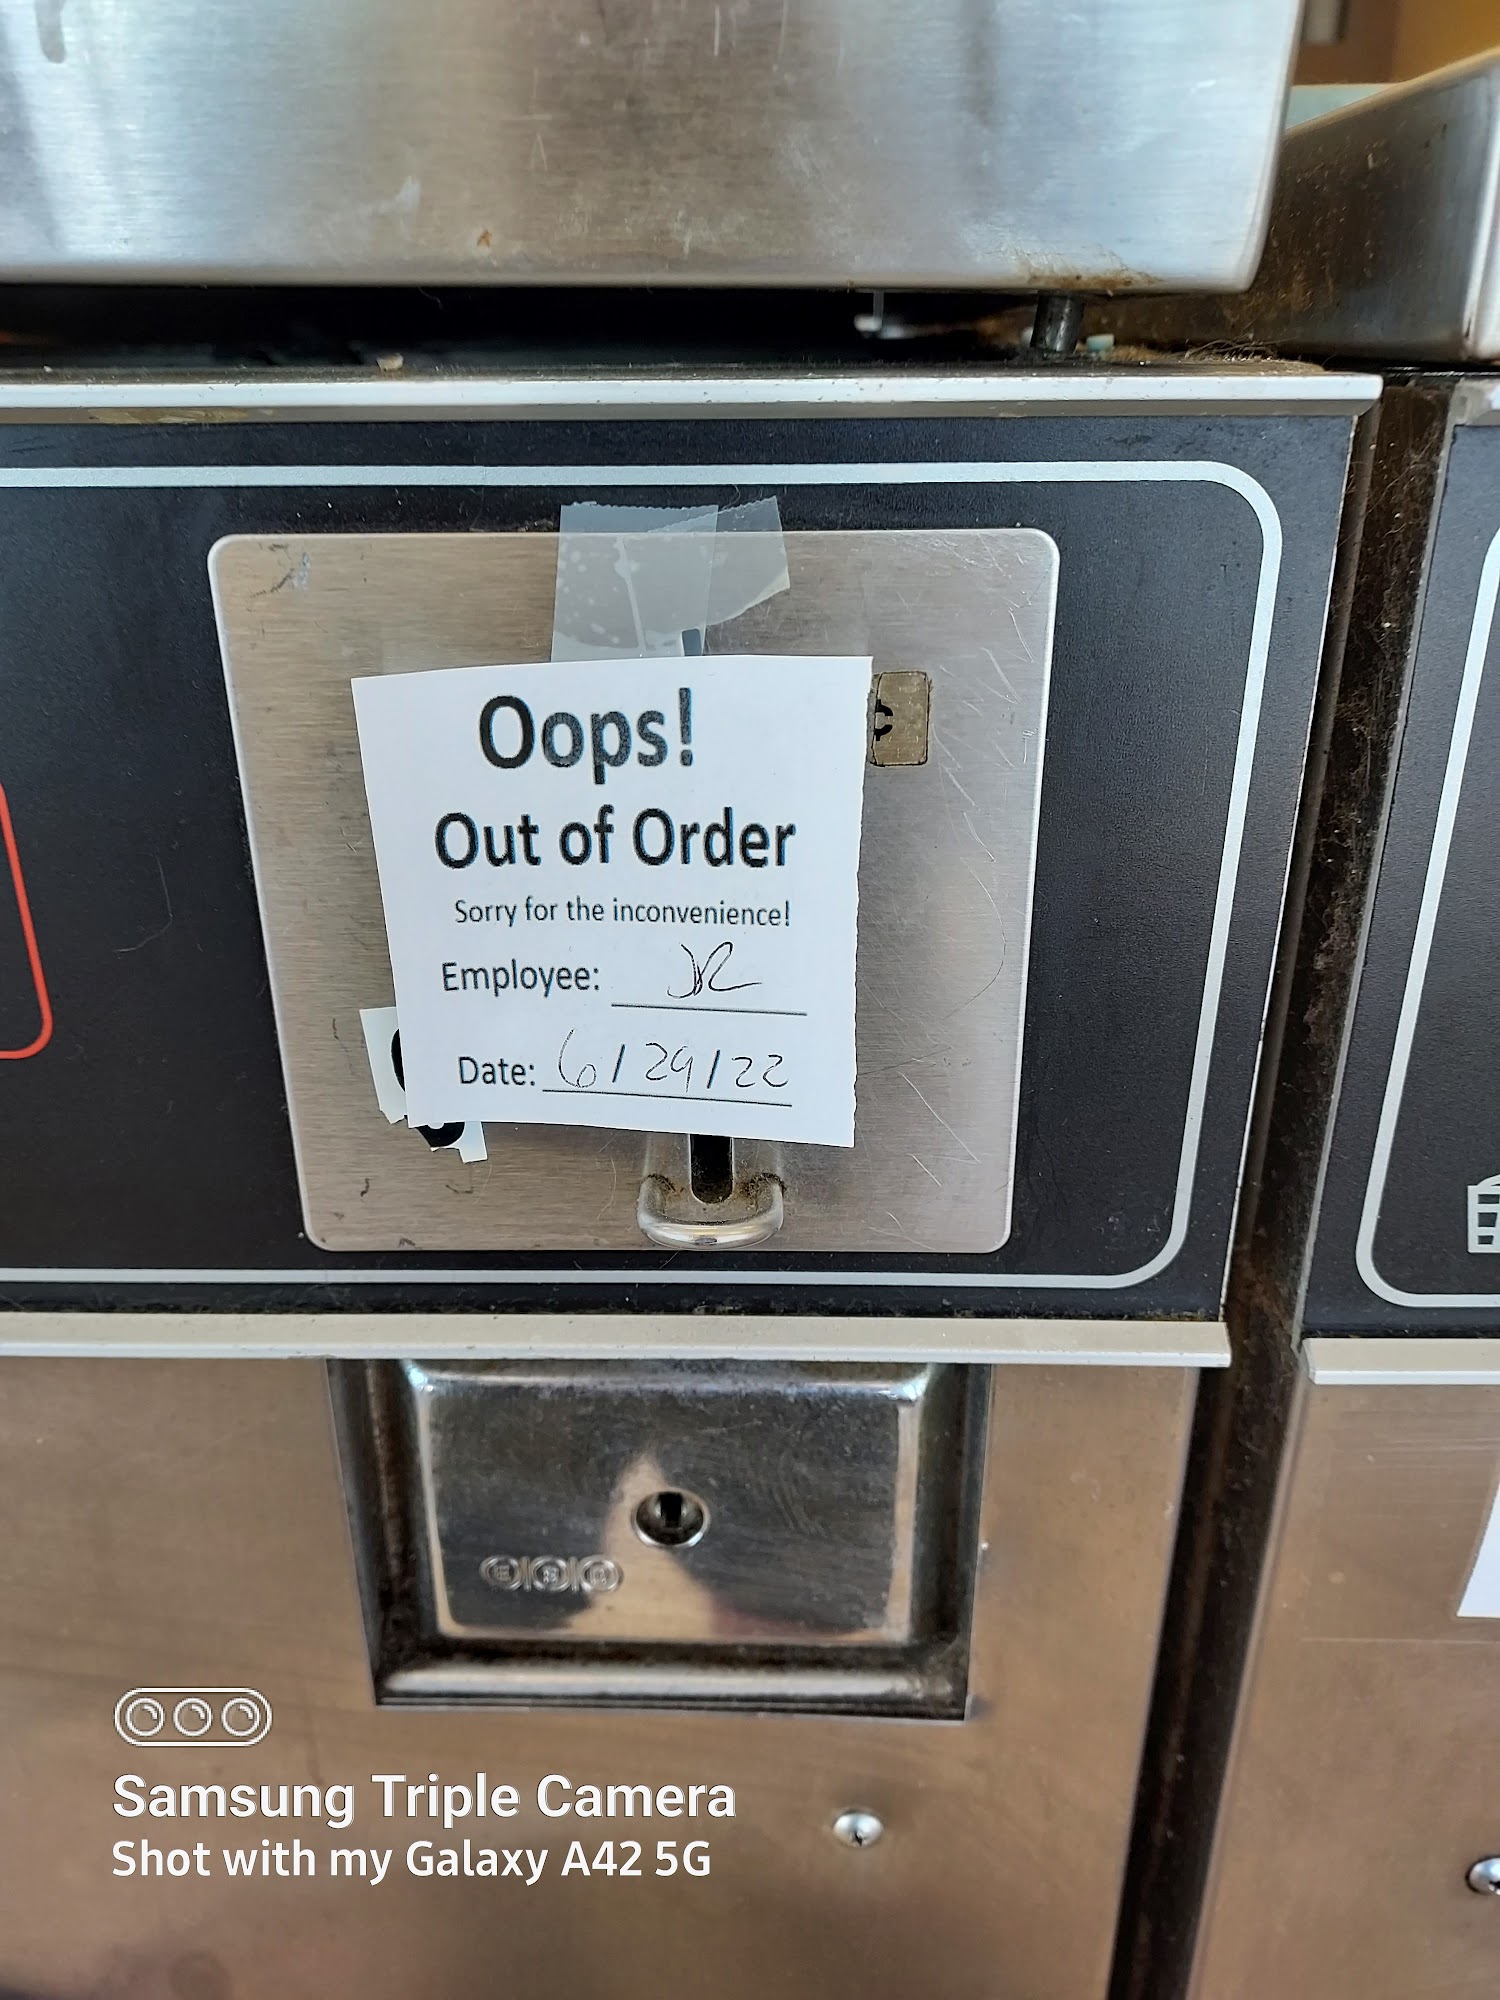 Oops!
Out of Order
Sorry for the inconvenience!
Employee: JR
Date: 6/29/22
¢
ESD
Samsung Triple Camera
Shot with my Galaxy A42 5G